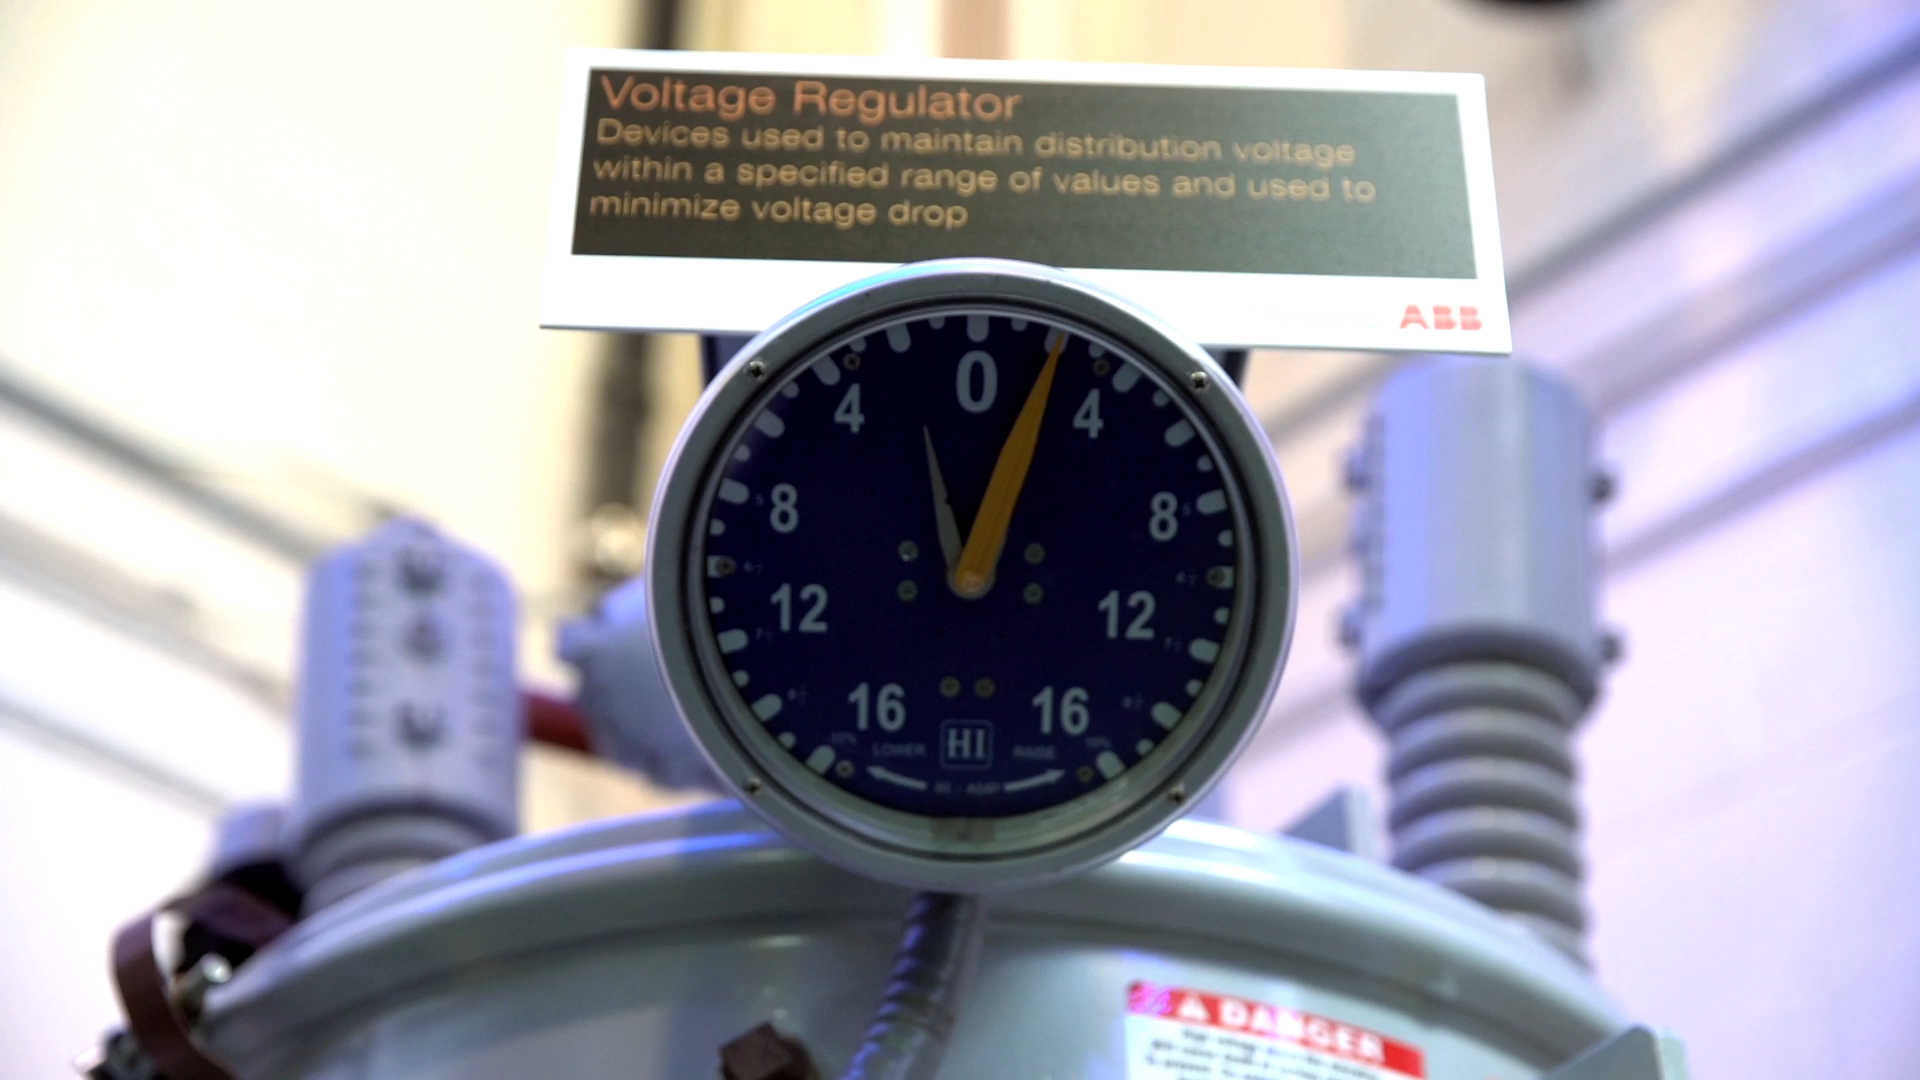 Voltage Regulator
Devices used to maintain distribution voltage
within a specified range of values and used to
minimize voltage drop
ABB
0
4 4
8 8
12 12
16 16
LOWER HI RAISE
DANGER